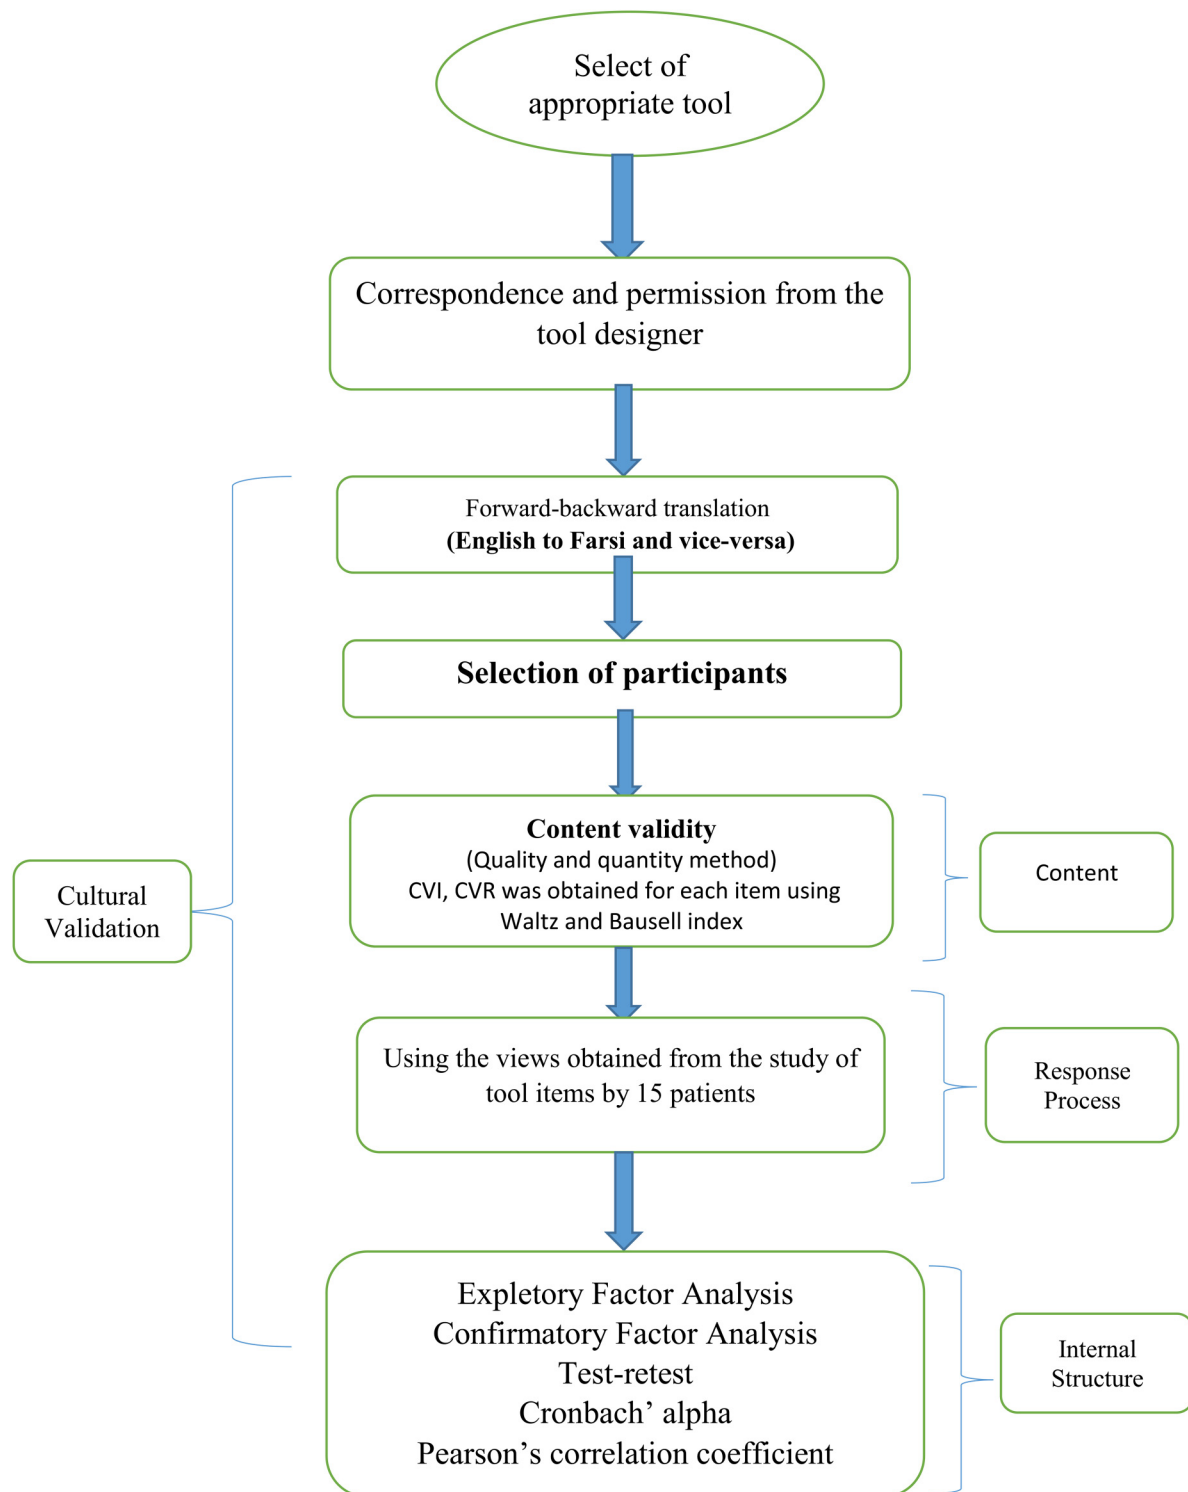 Select of
appropriate tool
Correspondence and permission from the
tool designer
Forward-backward translation
(English to Farsi and vice-versa)
Selection of participants
Content validity
(Quality and quantity method)
CVI, CVR was obtained for each item using
Waltz and Bausell index
Content
Cultural
Validation
Using the views obtained from the study of
tool items by 15 patients
Response
Process
Expletory Factor Analysis
Confirmatory Factor Analysis
Test-retest
Cronbach’ alpha
Pearson’s correlation coefficient
Internal
Structure